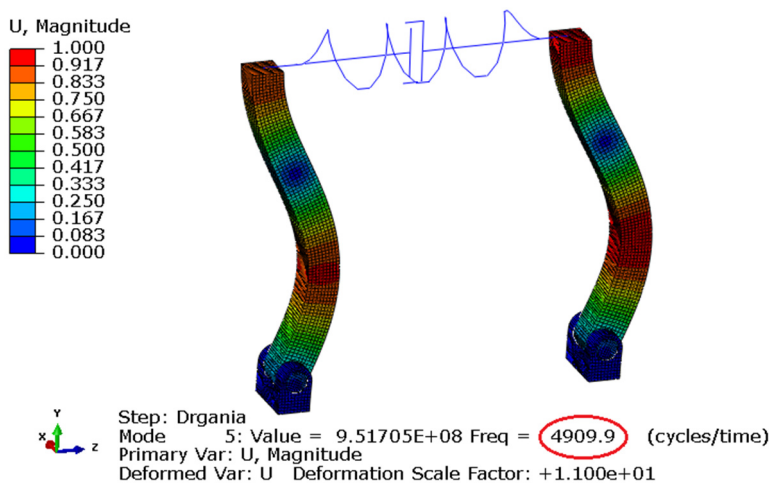 U, Magnitude
1.000
0.917
0.833
0.750
0.667
0.583
0.500
0.417
0.333
0.250
0.167
0.083
0.000
Y
X
Z
Step: Drgania
Mode 5: Value = 9.51705E+08 Freq = 4909.9 (cycles/time)
Primary Var: U, Magnitude
Deformed Var: U Deformation Scale Factor: +1.100e+01